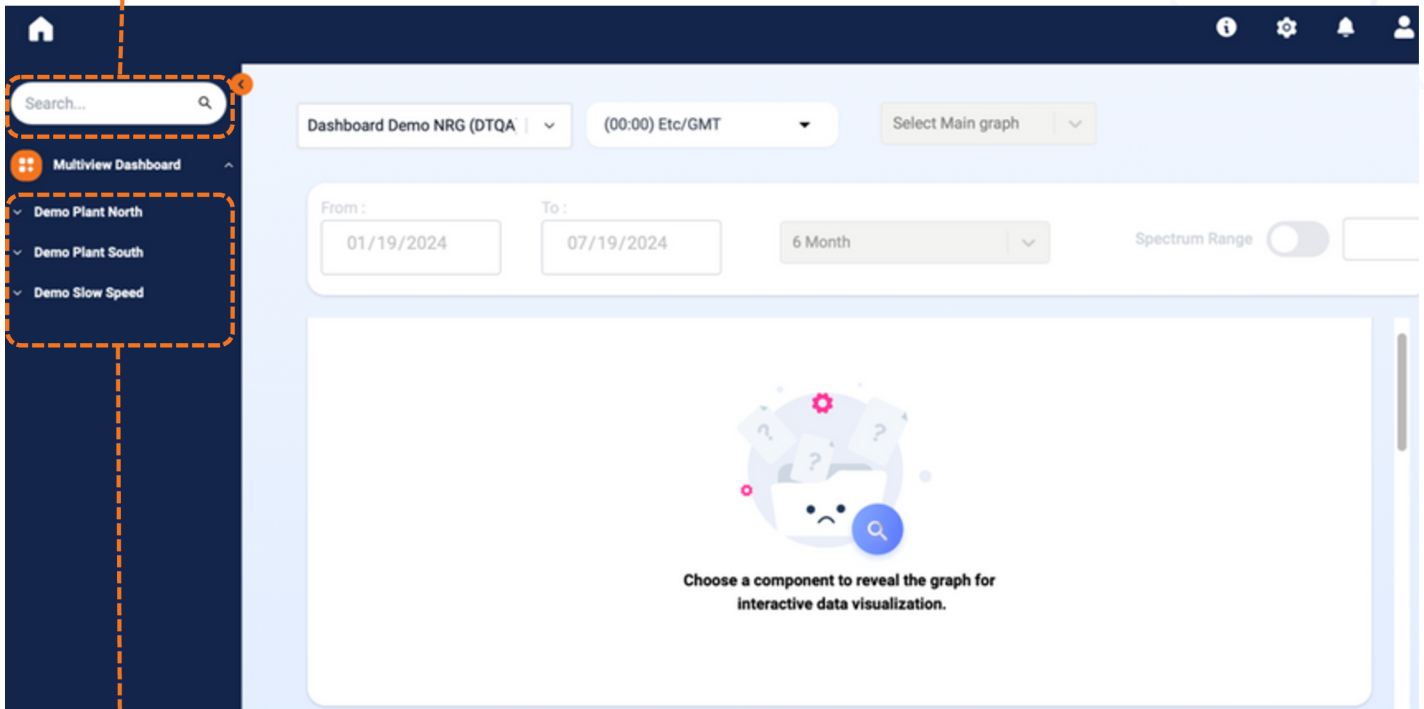 Search...
Multiview Dashboard
Demo Plant North
Demo Plant South
Demo Slow Speed
Dashboard Demo NRG (DTQA
(00:00) Etc/GMT
Select Main graph
From :
To :
01/19/2024
07/19/2024
6 Month
Spectrum Range
?
?
?
Choose a component to reveal the graph for
interactive data visualization.